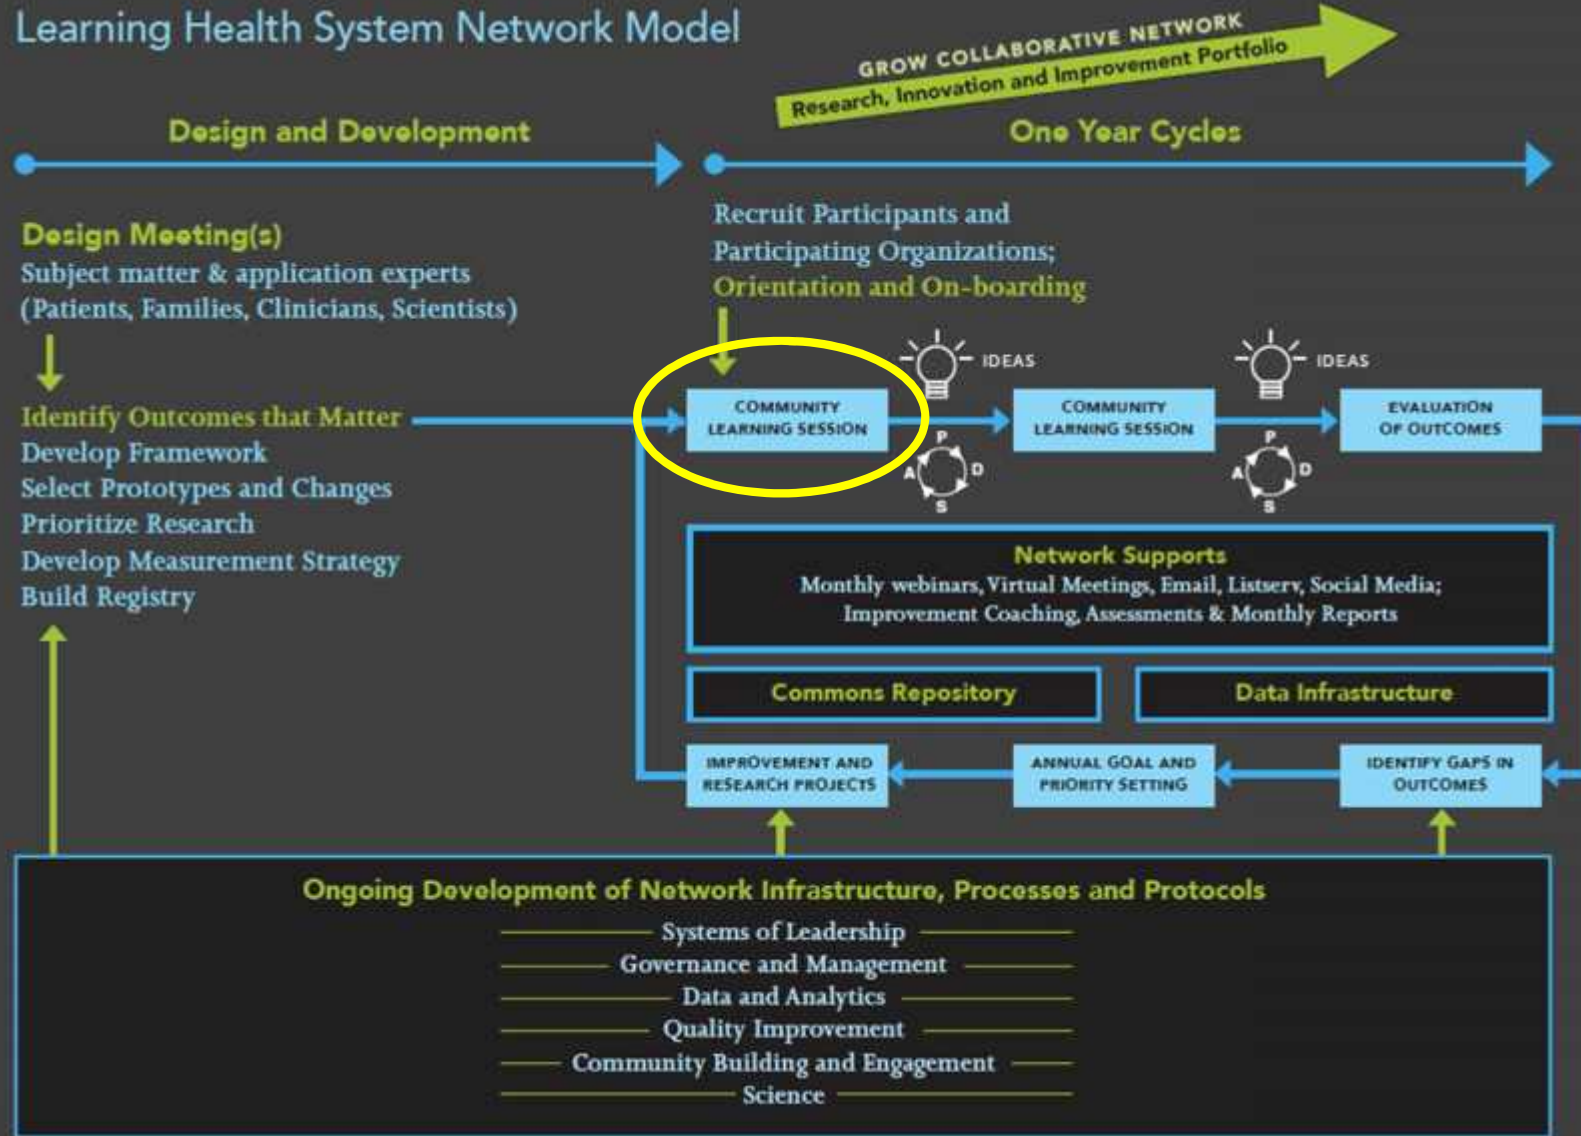 Learning Health System Network Model
GROW COLLABORATIVE NETWORK
Research, Innovation and Improvement Portfolio
Design and Development
One Year Cycles
Design Meeting(s)
Subject matter & application experts
(Patients, Families, Clinicians, Scientists)
Identify Outcomes that Matter
Develop Framework
Select Prototypes and Changes
Prioritize Research
Develop Measurement Strategy
Build Registry
Recruit Participants and
Participating Organizations;
Orientation and On-boarding
COMMUNITY
LEARNING SESSION
IDEAS
P
A D
S
COMMUNITY
LEARNING SESSION
IDEAS
P
A D
S
EVALUATION
OF OUTCOMES
Network Supports
Monthly webinars, Virtual Meetings, Email, Listserv, Social Media;
Improvement Coaching, Assessments & Monthly Reports
Commons Repository
Data Infrastructure
IMPROVEMENT AND
RESEARCH PROJECTS
ANNUAL GOAL AND
PRIORITY SETTING
IDENTIFY GAPS IN
OUTCOMES
Ongoing Development of Network Infrastructure, Processes and Protocols
Systems of Leadership
Governance and Management
Data and Analytics
Quality Improvement
Community Building and Engagement
Science